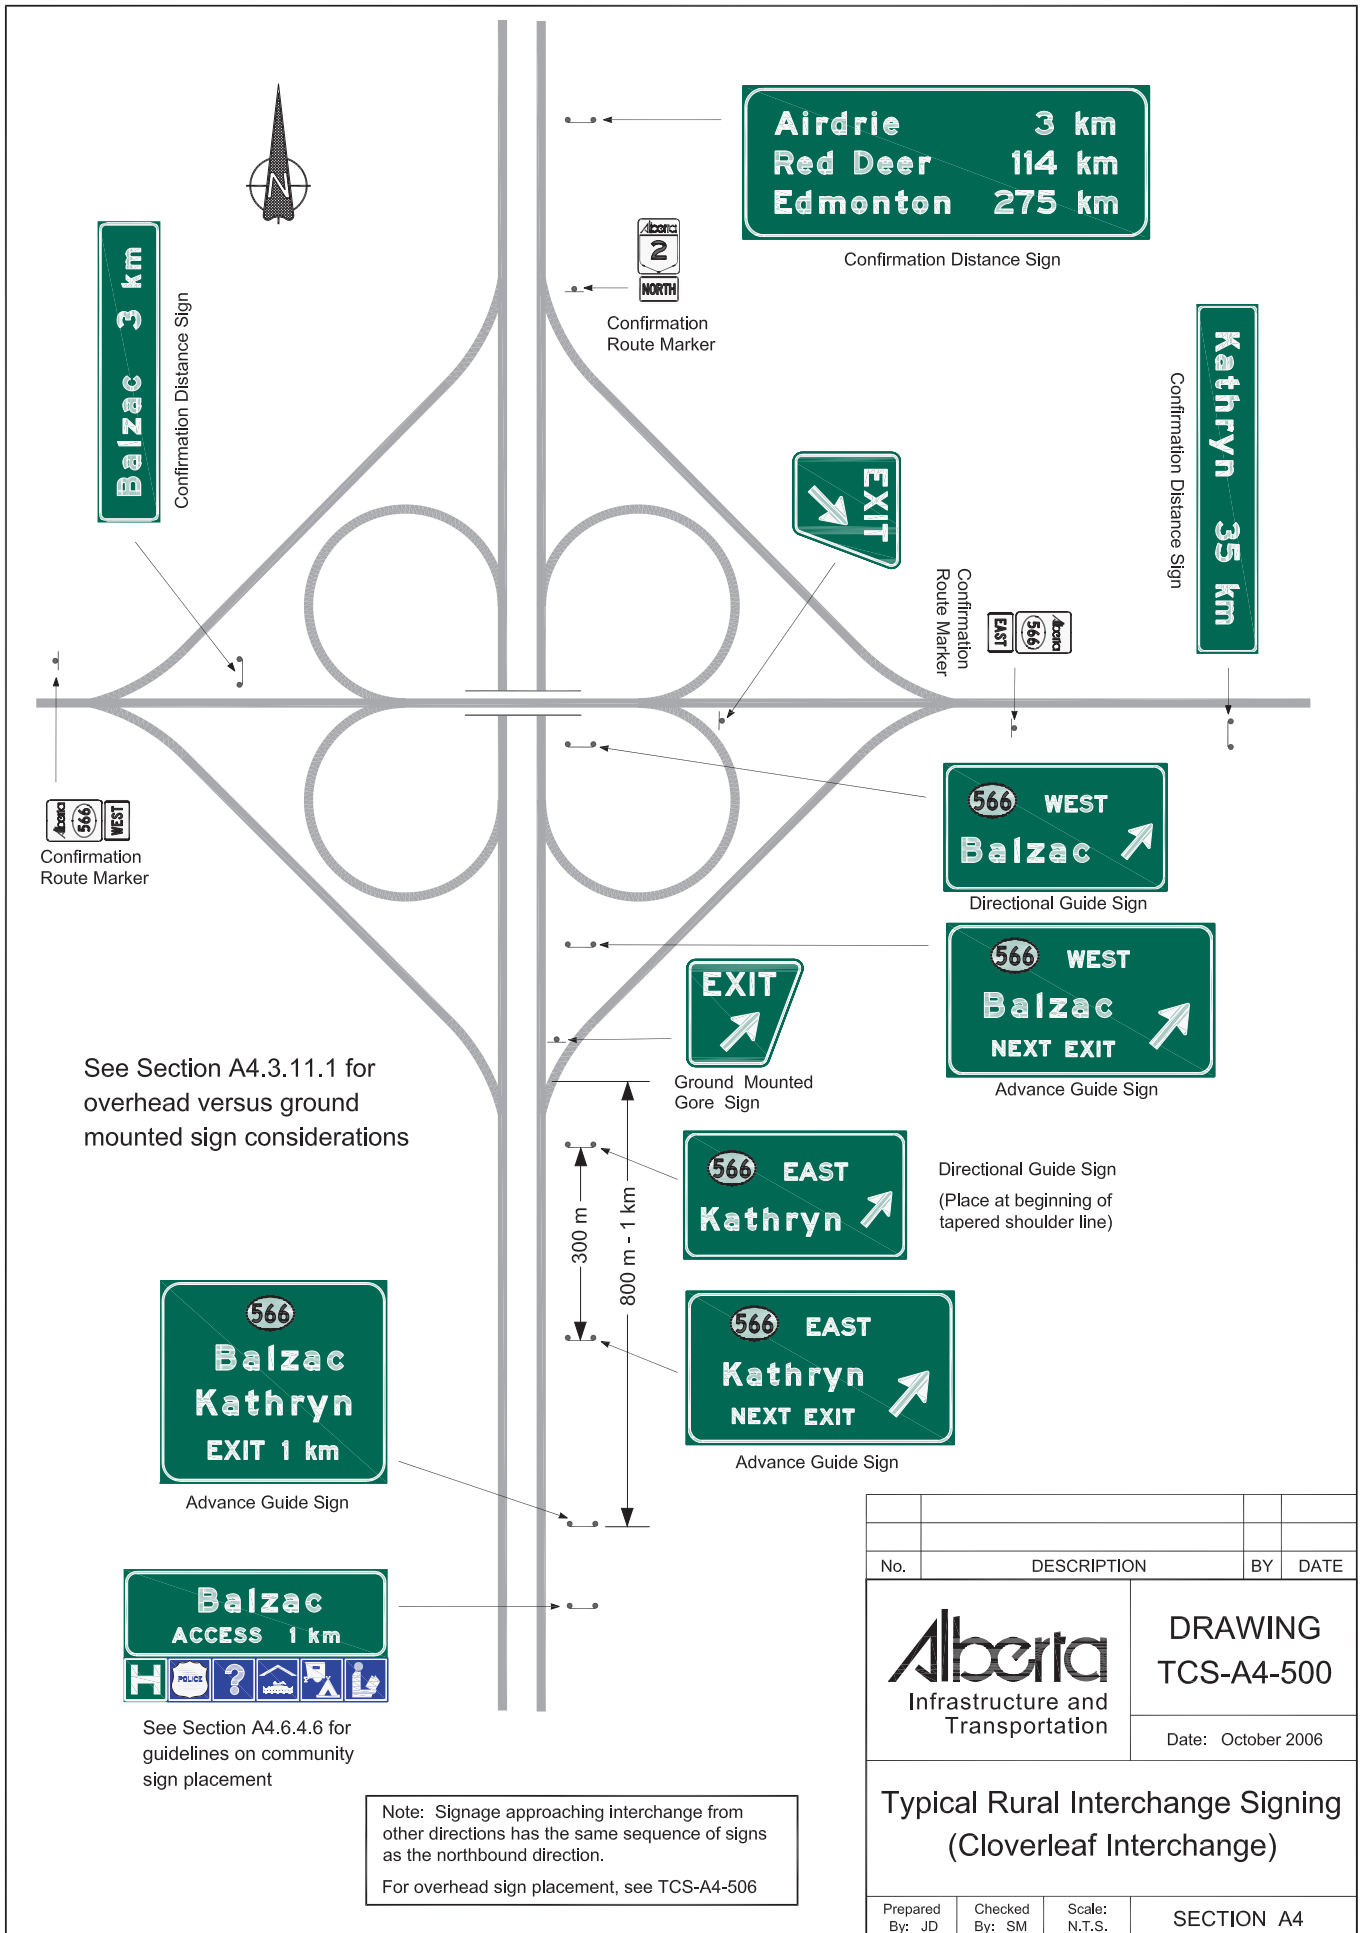 Airdrie 3 km
Red Deer 114 km
Edmonton 275 km
Confirmation Distance Sign
N
Alberta
2
NORTH
Confirmation
Route Marker
Balzac 3 km
Confirmation Distance Sign
Kathryn 35 km
Confirmation Distance Sign
EXIT
Confirmation
Route Marker
Alberta
566
EAST
Alberta
566
WEST
Confirmation
Route Marker
566 WEST
Balzac
Directional Guide Sign
566 WEST
Balzac
NEXT EXIT
Advance Guide Sign
EXIT
Ground Mounted
Gore Sign
See Section A4.3.11.1 for
overhead versus ground
mounted sign considerations
566 EAST
Kathryn
Directional Guide Sign
(Place at beginning of
tapered shoulder line)
300 m
800 m - 1 km
566 EAST
Kathryn
NEXT EXIT
Advance Guide Sign
566
Balzac
Kathryn
EXIT 1 km
Advance Guide Sign
Balzac
ACCESS 1 km
H POLICE ?
See Section A4.6.4.6 for
guidelines on community
sign placement
Note: Signage approaching interchange from
other directions has the same sequence of signs
as the northbound direction.
For overhead sign placement, see TCS-A4-506
No. DESCRIPTION BY DATE
Alberta
Infrastructure and
Transportation
DRAWING
TCS-A4-500
Date: October 2006
Typical Rural Interchange Signing
(Cloverleaf Interchange)
Prepared
By: JD
Checked
By: SM
Scale:
N.T.S.
SECTION A4